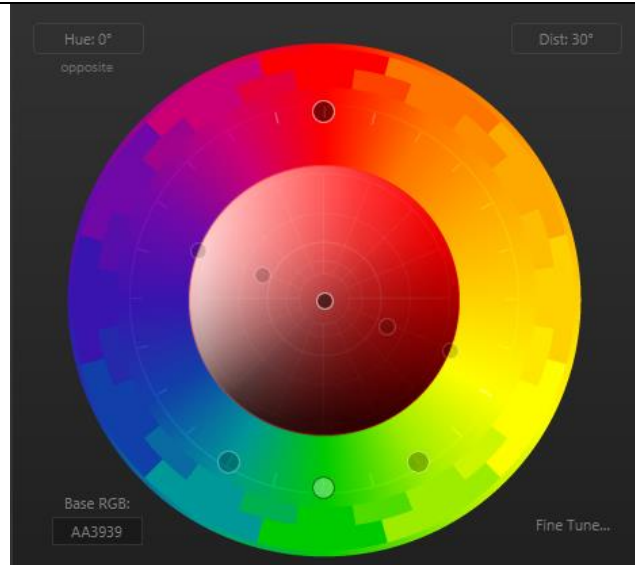 Hue: 0°
opposite
Dist: 30°
Base RGB:
AA3939
Fine Tune...